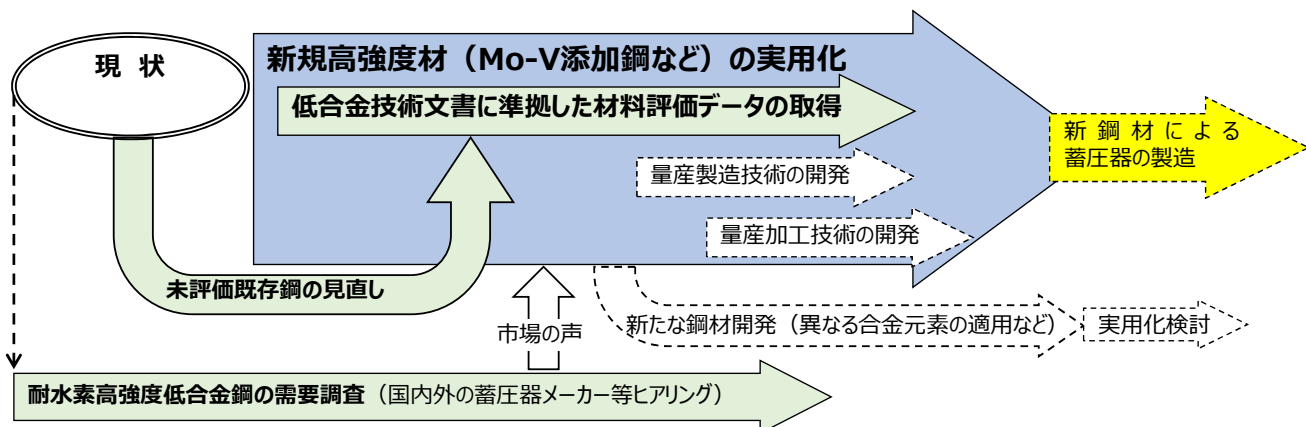 現 状
新規高強度材（Mo-V添加鋼など）の実用化
低合金技術文書に準拠した材料評価データの取得
新鋼材による
蓄圧器の製造
量産製造技術の開発
量産加工技術の開発
未評価既存鋼の見直し
市場の声
新たな鋼材開発（異なる合金元素の適用など）
実用化検討
耐水素高強度低合金鋼の需要調査（国内外の蓄圧器メーカー等ヒアリング）